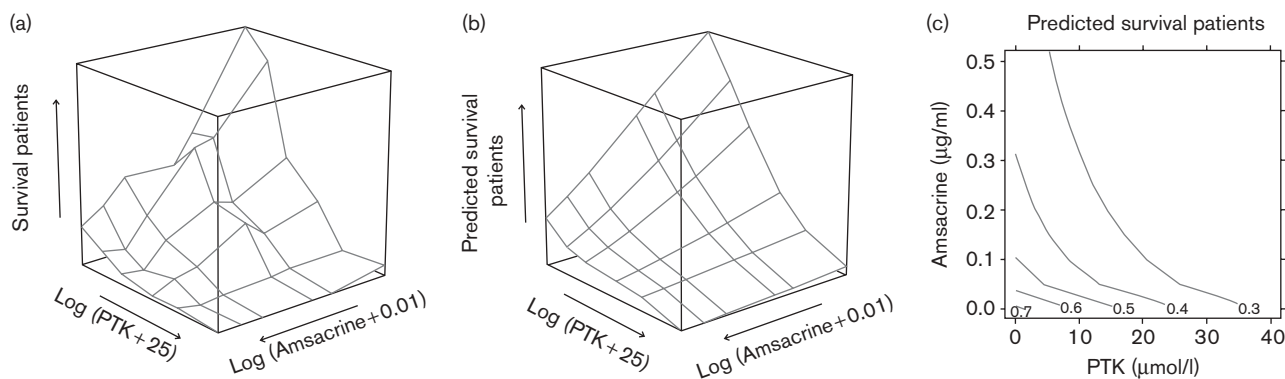 (a)
Survival patients
Log (PTK+25)
Log (Amsacrine+0.01)
(b)
Predicted survival
patients
Log (PTK+25)
Log (Amsacrine+0.01)
(c)
Predicted survival patients
Amsacrine (μg/ml)
0.5
0.4
0.3
0.2
0.1
0.0
0.7
0.6
0.5
0.4
0.3
0
10
20
30
40
PTK (μmol/l)